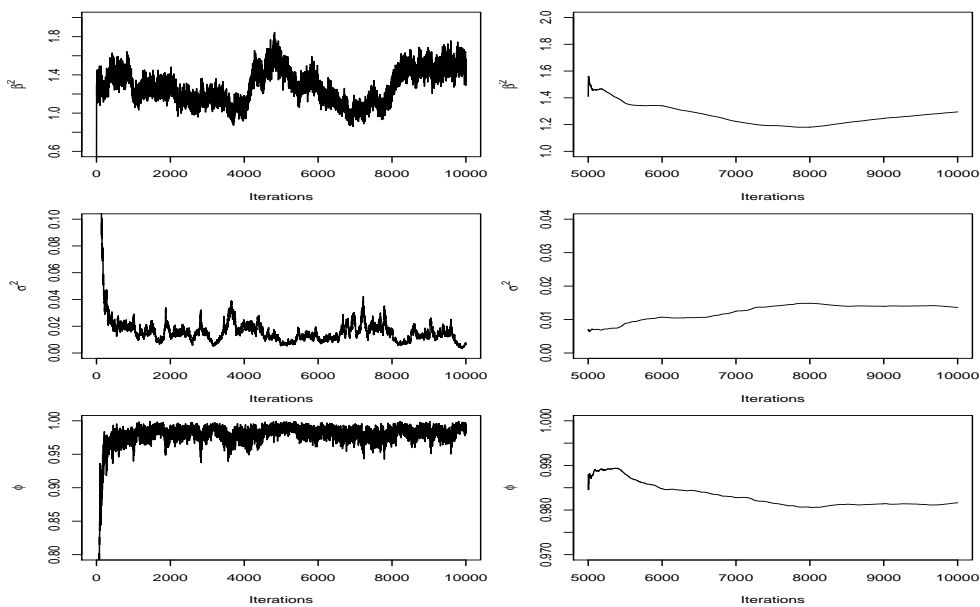 β²
0.6 1.0 1.4 1.8
0 2000 4000 6000 8000 10000
Iterations
β²
1.0 1.2 1.4 1.6 1.8 2.0
5000 6000 7000 8000 9000 10000
Iterations
σ²
0.00 0.02 0.04 0.06 0.08 0.10
0 2000 4000 6000 8000 10000
Iterations
σ²
0.00 0.01 0.02 0.03 0.04
5000 6000 7000 8000 9000 10000
Iterations
ϕ
0.80 0.85 0.90 0.95 1.00
0 2000 4000 6000 8000 10000
Iterations
ϕ
0.970 0.980 0.990 1.000
5000 6000 7000 8000 9000 10000
Iterations